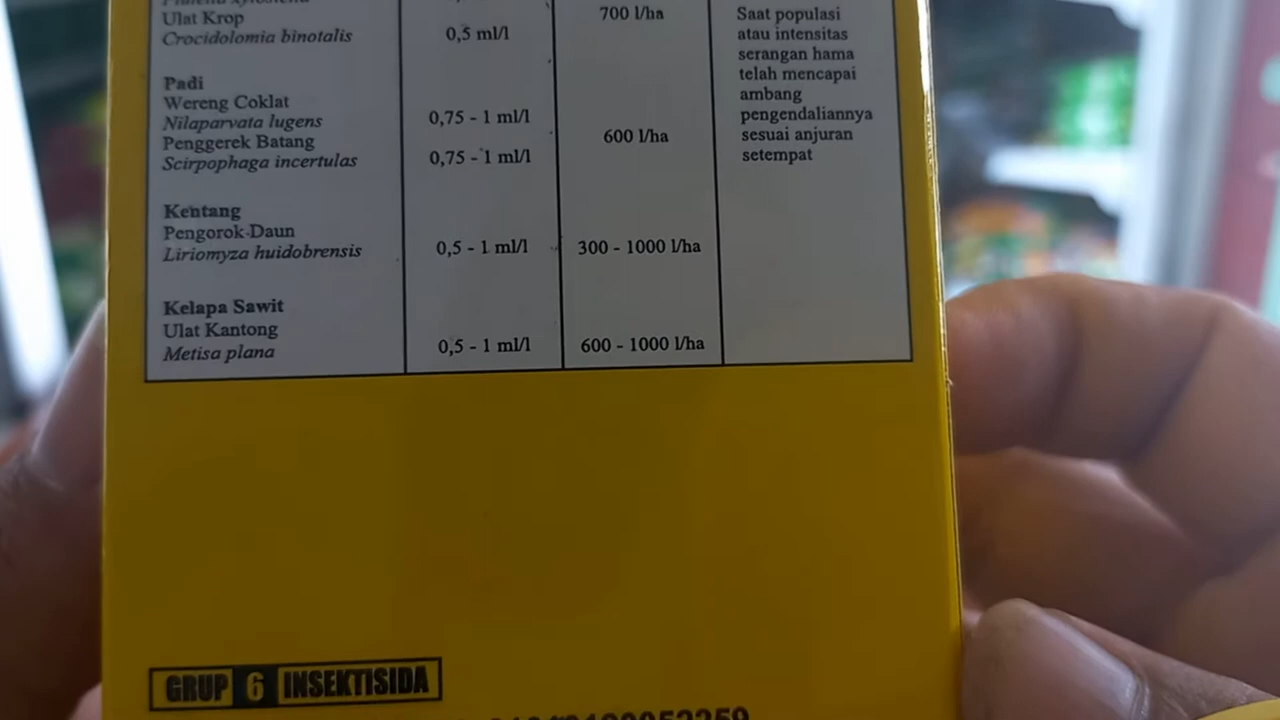 Plutella xylostella
Ulat Krop
Crocidolomia binotalis
0,5 ml/l
700 l/ha
Padi
Wereng Coklat
Nilaparvata lugens
0,75 - 1 ml/l
Penggerek Batang
Scirpophaga incertulas
0,75 - 1 ml/l
600 l/ha
Kentang
Pengorok Daun
Liriomyza huidobrensis
0,5 - 1 ml/l
300 - 1000 l/ha
Kelapa Sawit
Ulat Kantong
Metisa plana
0,5 - 1 ml/l
600 - 1000 l/ha
Saat populasi
atau intensitas
serangan hama
telah mencapai
ambang
pengendaliannya
sesuai anjuran
setempat
GRUP 6 INSEKTISIDA